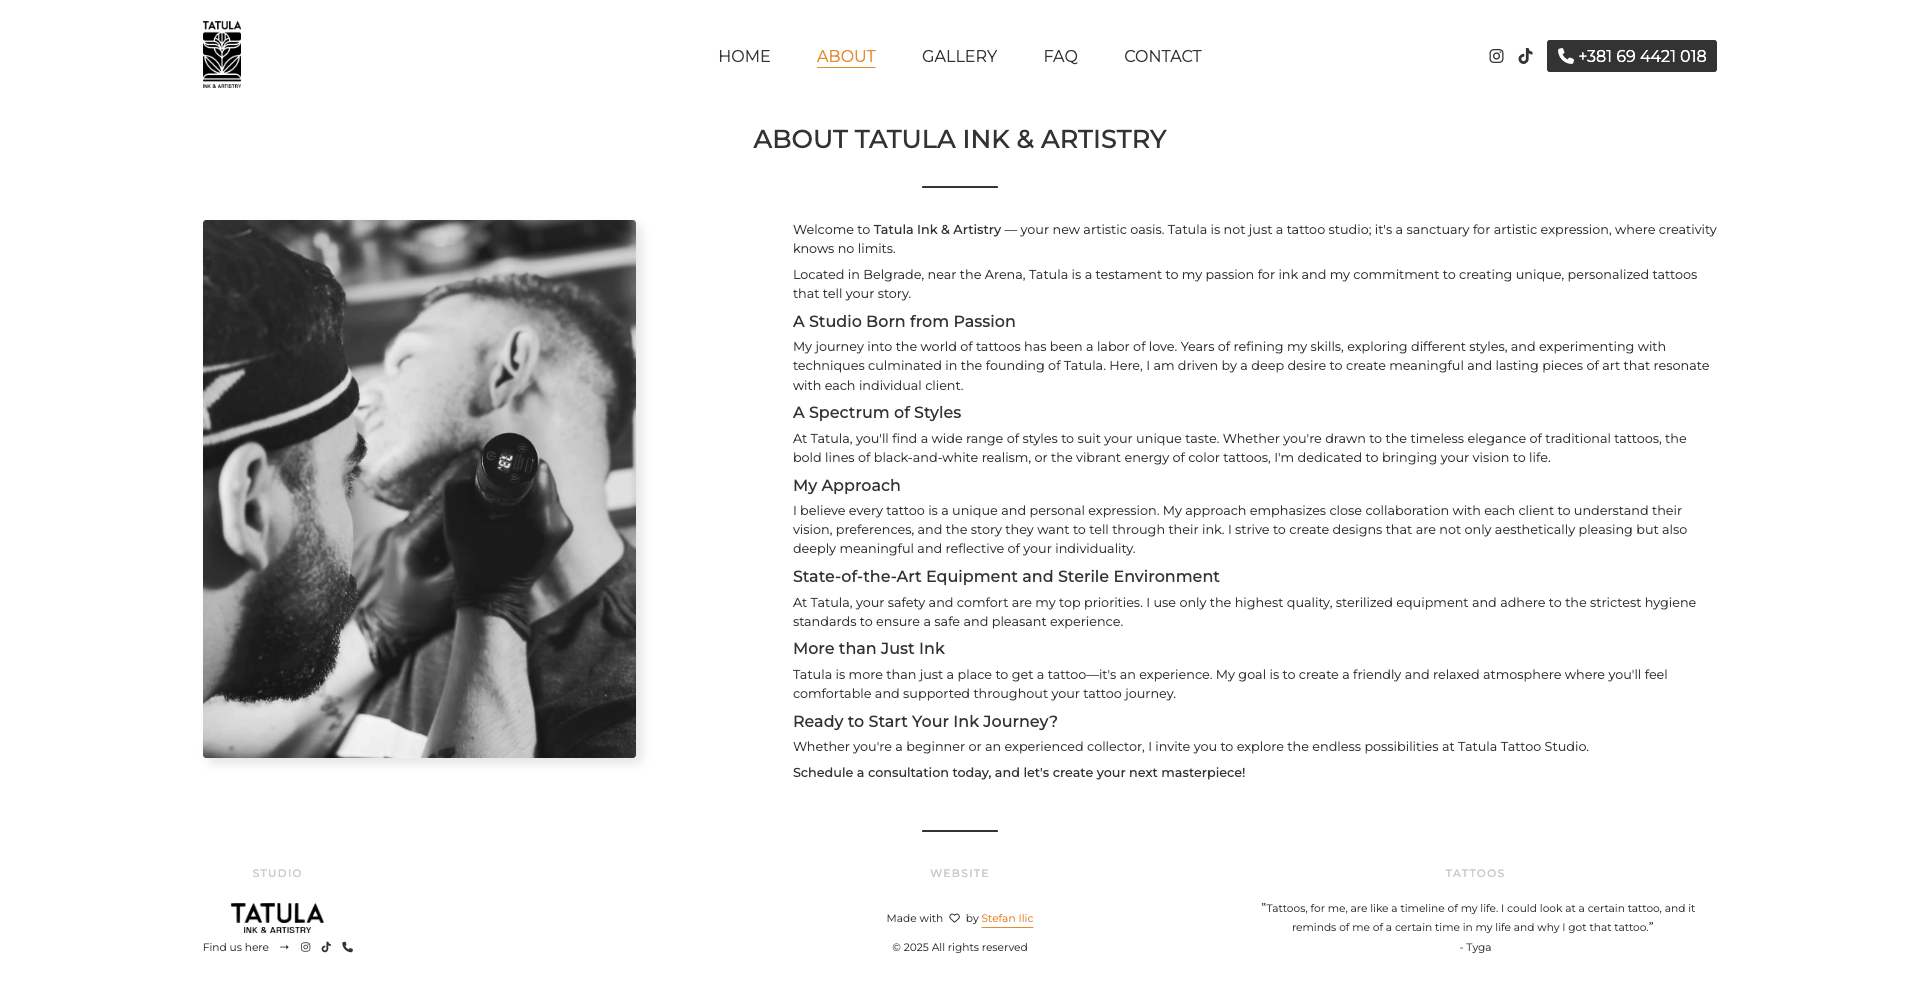 TATULA
INK & ARTISTRY
HOME
ABOUT
GALLERY
FAQ
CONTACT
+381 69 4421 018
ABOUT TATULA INK & ARTISTRY
Welcome to Tatula Ink & Artistry — your new artistic oasis. Tatula is not just a tattoo studio; it's a sanctuary for artistic expression, where creativity
knows no limits.
Located in Belgrade, near the Arena, Tatula is a testament to my passion for ink and my commitment to creating unique, personalized tattoos
that tell your story.
A Studio Born from Passion
My journey into the world of tattoos has been a labor of love. Years of refining my skills, exploring different styles, and experimenting with
techniques culminated in the founding of Tatula. Here, I am driven by a deep desire to create meaningful and lasting pieces of art that resonate
with each individual client.
A Spectrum of Styles
At Tatula, you'll find a wide range of styles to suit your unique taste. Whether you're drawn to the timeless elegance of traditional tattoos, the
bold lines of black-and-white realism, or the vibrant energy of color tattoos, I'm dedicated to bringing your vision to life.
My Approach
I believe every tattoo is a unique and personal expression. My approach emphasizes close collaboration with each client to understand their
vision, preferences, and the story they want to tell through their ink. I strive to create designs that are not only aesthetically pleasing but also
deeply meaningful and reflective of your individuality.
State-of-the-Art Equipment and Sterile Environment
At Tatula, your safety and comfort are my top priorities. I use only the highest quality, sterilized equipment and adhere to the strictest hygiene
standards to ensure a safe and pleasant experience.
More than Just Ink
Tatula is more than just a place to get a tattoo—it's an experience. My goal is to create a friendly and relaxed atmosphere where you'll feel
comfortable and supported throughout your tattoo journey.
Ready to Start Your Ink Journey?
Whether you're a beginner or an experienced collector, I invite you to explore the endless possibilities at Tatula Tattoo Studio.
Schedule a consultation today, and let's create your next masterpiece!
STUDIO
TATULA
INK & ARTISTRY
Find us here →
WEBSITE
Made with ♡ by Stefan Ilic
© 2025 All rights reserved
TATTOOS
‟Tattoos, for me, are like a timeline of my life. I could look at a certain tattoo, and it
reminds of me of a certain time in my life and why I got that tattoo.”
- Tyga